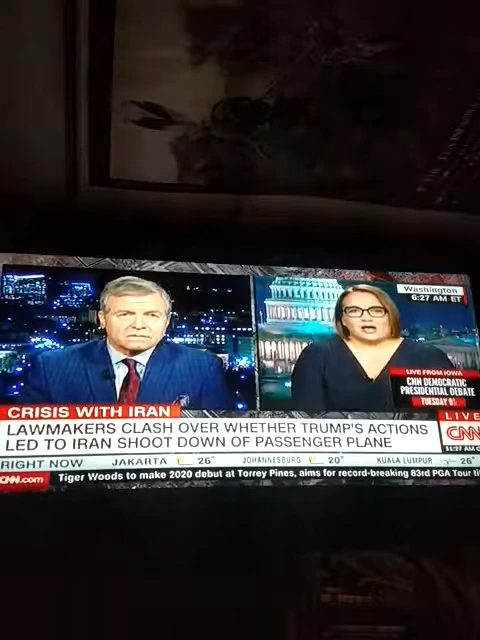 Washington
6:27 AM ET
LIVE FROM IOWA
CNN DEMOCRATIC
PRESIDENTIAL DEBATE
CRISIS WITH IRAN
LIVE
LAWMAKERS CLASH OVER WHETHER TRUMP'S ACTIONS
LED TO IRAN SHOOT DOWN OF PASSENGER PLANE
CNN
11:27 AM
RIGHT NOW JAKARTA 26° JOHANNESBURG 20° KUALA LUMPUR 26°
CNN.com Tiger Woods to make 2020 debut at Torrey Pines, aims for record-breaking 83rd PGA Tour